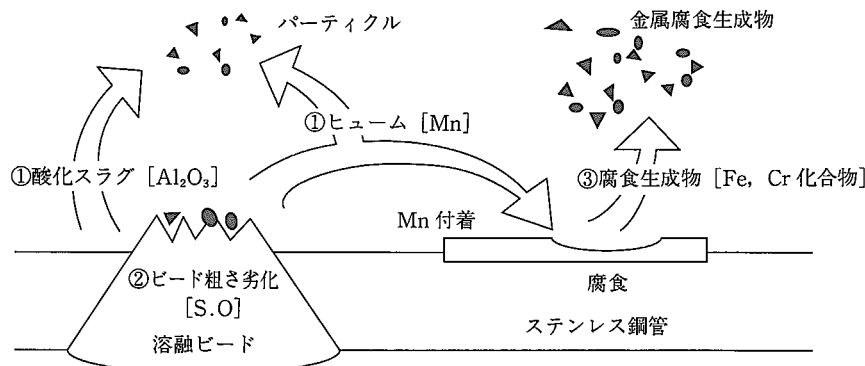 パーティクル
金属腐食生成物
①ヒューム [Mn]
①酸化スラグ [Al₂O₃]
③腐食生成物 [Fe, Cr 化合物]
Mn 付着
②ビード粗さ劣化
[S.O]
溶融ビード
腐食
ステンレス鋼管